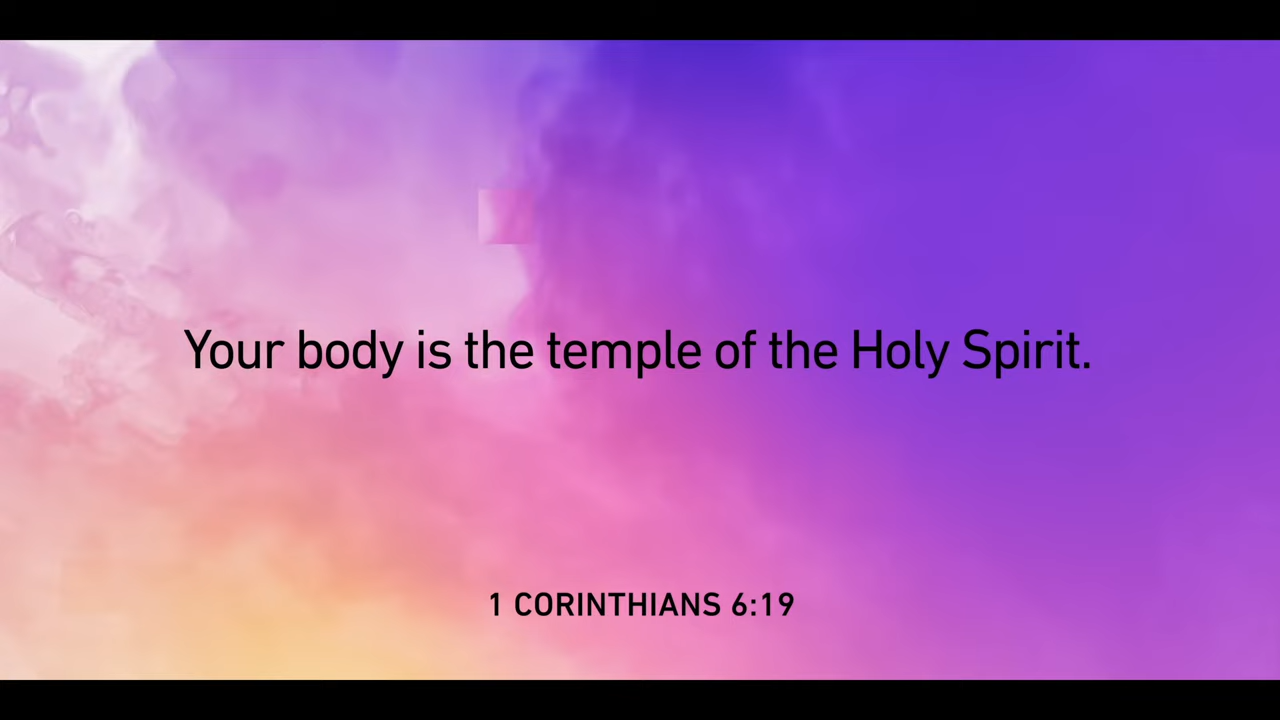 Your body is the temple of the Holy Spirit.
1 CORINTHIANS 6:19